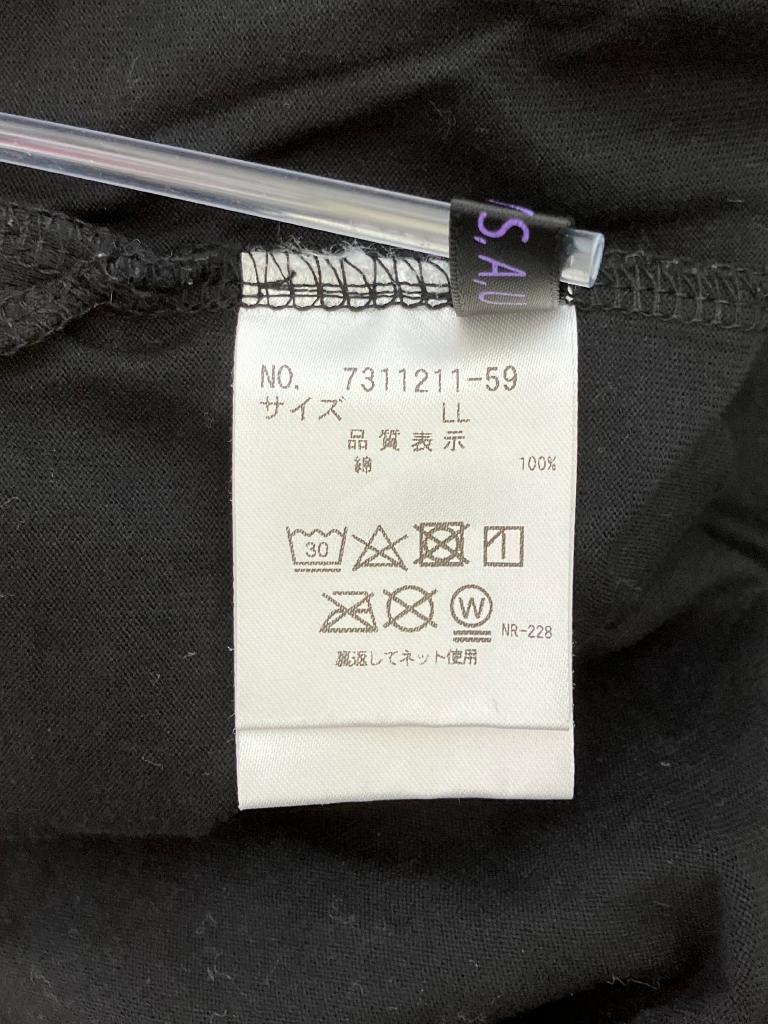 S,A,U
NO. 7311211-59
サイズ LL
品質表示
綿 100%
30
W
NR-228
裏返してネット使用